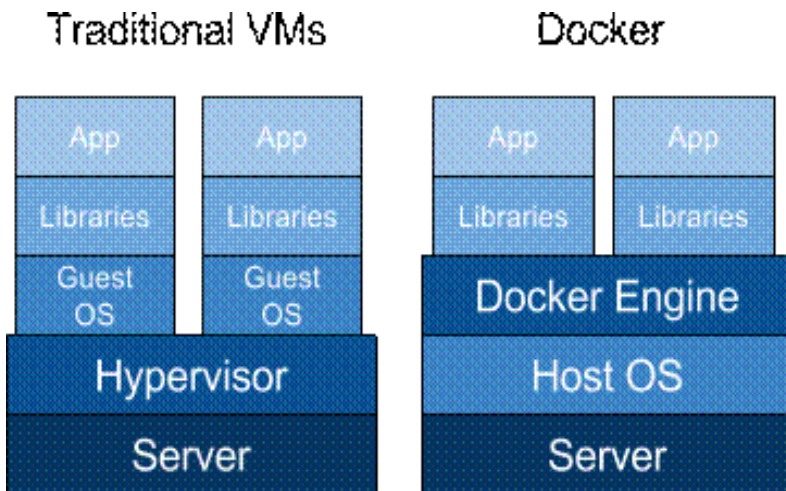 Traditional VMs
App
App
Libraries
Libraries
Guest
OS
Guest
OS
Hypervisor
Server
Docker
App
App
Libraries
Libraries
Docker Engine
Host OS
Server